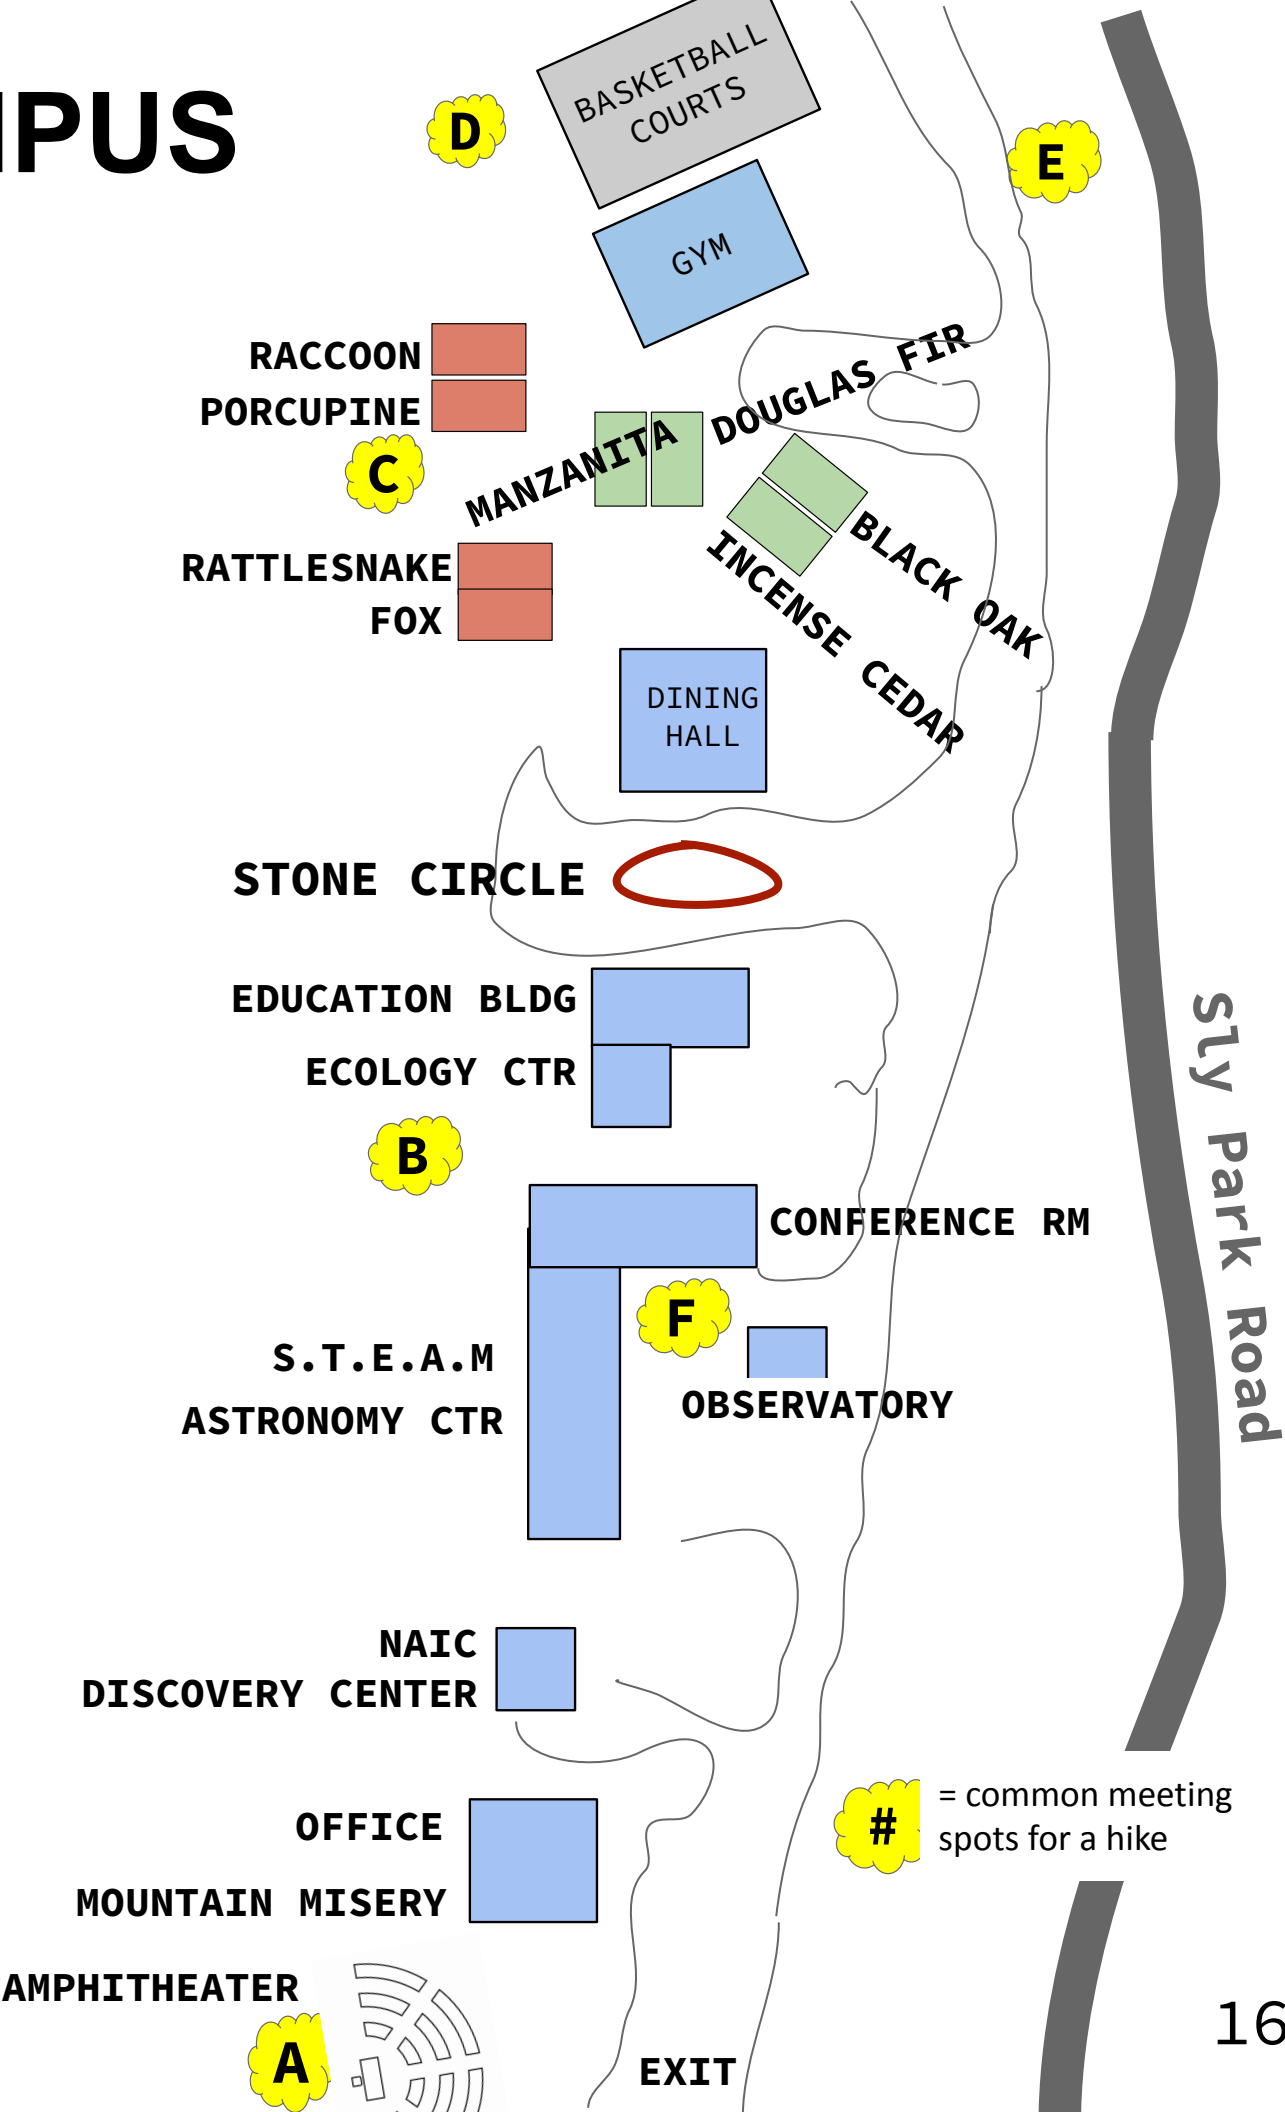 MPUS
BASKETBALL
COURTS
D
E
GYM
RACCOON
PORCUPINE
DOUGLAS FIR
MANZANITA
C
BLACK OAK
INCENSE CEDAR
RATTLESNAKE
FOX
DINING
HALL
STONE CIRCLE
EDUCATION BLDG
ECOLOGY CTR
Sly Park Road
B
CONFERENCE RM
F
S.T.E.A.M
ASTRONOMY CTR
OBSERVATORY
NAIC
DISCOVERY CENTER
# = common meeting
spots for a hike
OFFICE
MOUNTAIN MISERY
AMPHITHEATER
A
EXIT
16